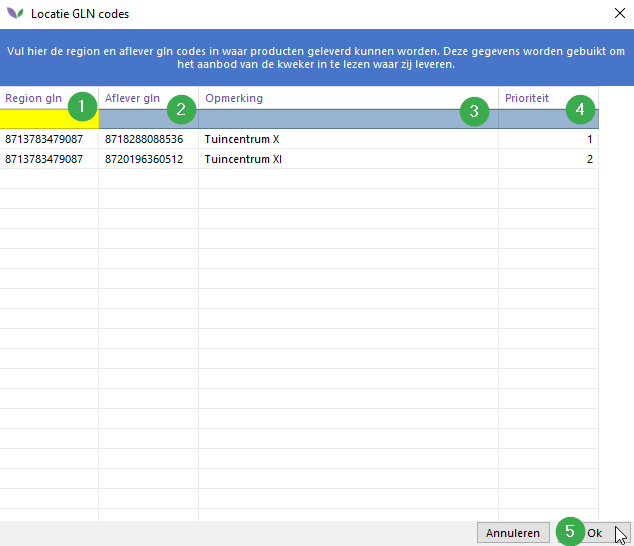 Locatie GLN codes
Vul hier de region en aflever gln codes in waar producten geleverd kunnen worden. Deze gegevens worden gebuikt om
het aanbod van de kweker in te lezen waar zij leveren.
Region gln 1 Aflever gln 2 Opmerking 3 Prioriteit 4
8713783479087 8718288088536 Tuincentrum X 1
8713783479087 8720196360512 Tuincentrum XI 2
Annuleren 5 Ok